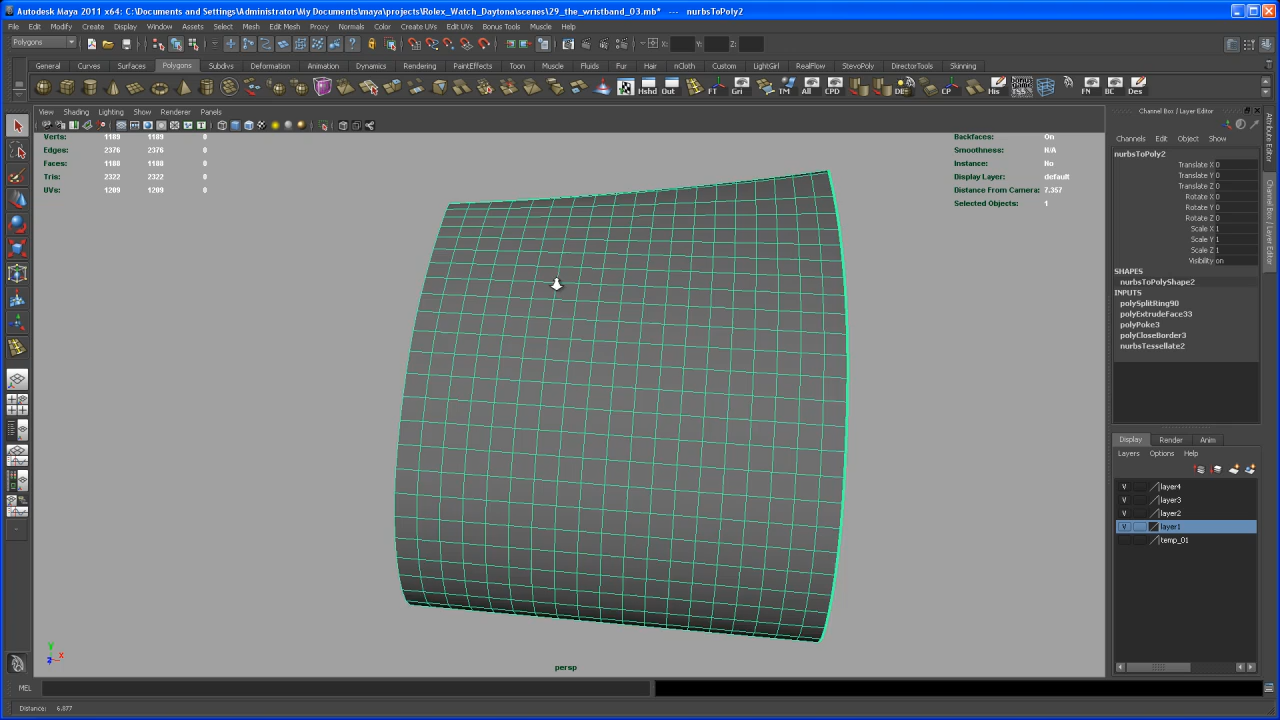 Autodesk Maya 2011 x64: C:\Documents and Settings\Administrator\My Documents\maya\projects\Rolex_Watch_Daytona\scenes\29_the_wristband_03.mb*   ---   nurbsToPoly2
File Edit Modify Create Display Window Assets Select Mesh Edit Mesh Proxy Normals Color Create UVs Edit UVs Bonus Tools Muscle Help
Polygons X: Y: Z:
General Curves Surfaces Polygons Subdivs Deformation Animation Dynamics Rendering PaintEffects Toon Muscle Fluids Fur Hair nCloth Custom LightGirl RealFlow StevoPoly DirectorTools Skinning
Hshd Out FT Grl TM All CPD CP His FN BC Des
View Shading Lighting Show Renderer Panels
Channel Box / Layer Editor
Channels Edit Object Show
Verts: 1189 1189 0
Edges: 2376 2376 0
Faces: 1188 1188 0
Tris: 2322 2322 0
UVs: 1209 1209 0
Backfaces: On
Smoothness: N/A
Instance: No
Display Layer: default
Distance From Camera: 7.357
Selected Objects: 1
nurbsToPoly2
Translate X 0
Translate Y 0
Translate Z 0
Rotate X 0
Rotate Y 0
Rotate Z 0
Scale X 1
Scale Y 1
Scale Z 1
Visibility on
SHAPES
nurbsToPolyShape2
INPUTS
polySplitRing90
polyExtrudeFace33
polyPoke3
polyCloseBorder3
nurbsTessellate2
Attribute Editor
Channel Box / Layer Editor
Display Render Anim
Layers Options Help
V layer4
V layer3
V layer2
V layer1
temp_01
y
x
z
persp
MEL
Distance: 6.877